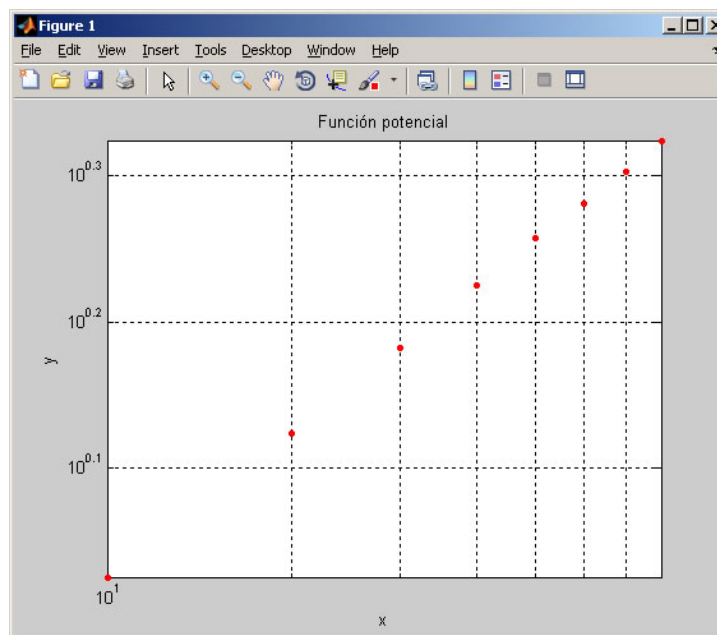 Figure 1
File Edit View Insert Tools Desktop Window Help
Función potencial
10^0.3
10^0.2
y
10^0.1
10^1
x